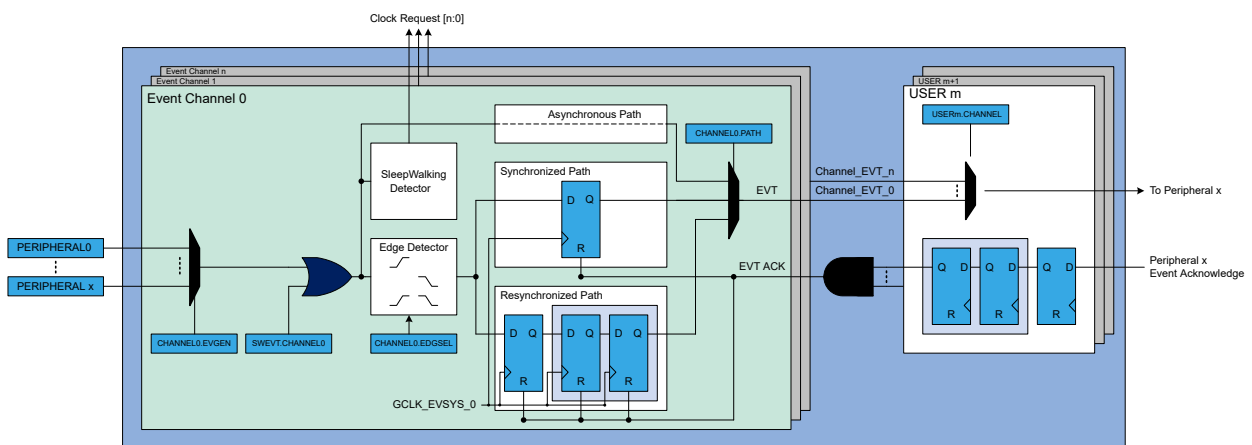 Clock Request [n:0]
Event Channel n
Event Channel 1
Event Channel 0
USER m+1
USER m
Asynchronous Path
CHANNEL0.PATH
USERm.CHANNEL
SleepWalking
Detector
Synchronized Path
D Q
R
EVT
Channel_EVT_n
Channel_EVT_0
To Peripheral x
PERIPHERAL0
PERIPHERAL x
Edge Detector
EVT ACK
Q D
R
Q D
R
Q D
R
Peripheral x
Event Acknowledge
Resynchronized Path
D Q
R
D Q
R
D Q
R
CHANNEL0.EVGEN
SWEVT.CHANNEL0
CHANNEL0.EDGSEL
GCLK_EVSYS_0